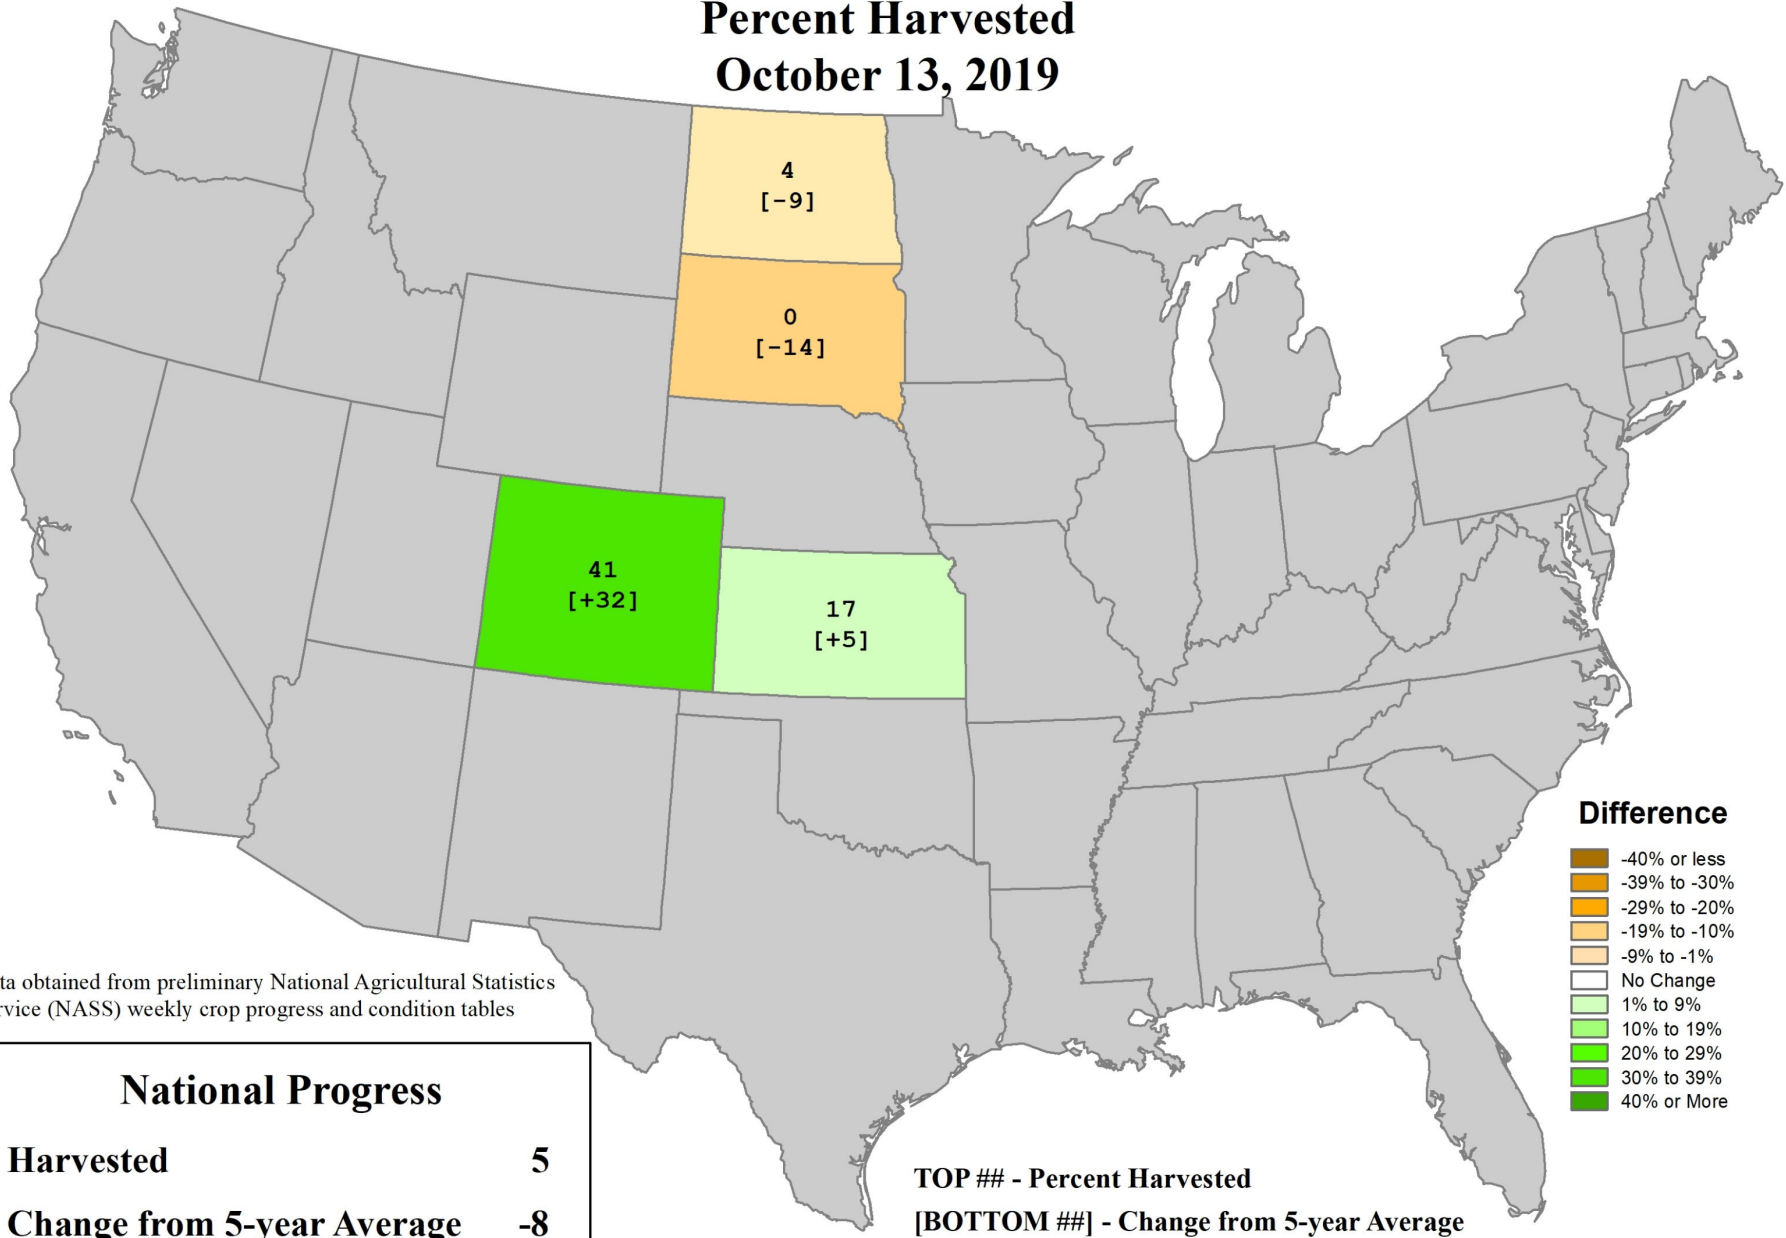 Percent Harvested
October 13, 2019
4
[-9]
0
[-14]
41
[+32]
17
[+5]
Difference
-40% or less
-39% to -30%
-29% to -20%
-19% to -10%
-9% to -1%
No Change
1% to 9%
10% to 19%
20% to 29%
30% to 39%
40% or More
ta obtained from preliminary National Agricultural Statistics
rvice (NASS) weekly crop progress and condition tables
National Progress
Harvested 5
Change from 5-year Average -8
TOP ## - Percent Harvested
[BOTTOM ##] - Change from 5-year Average